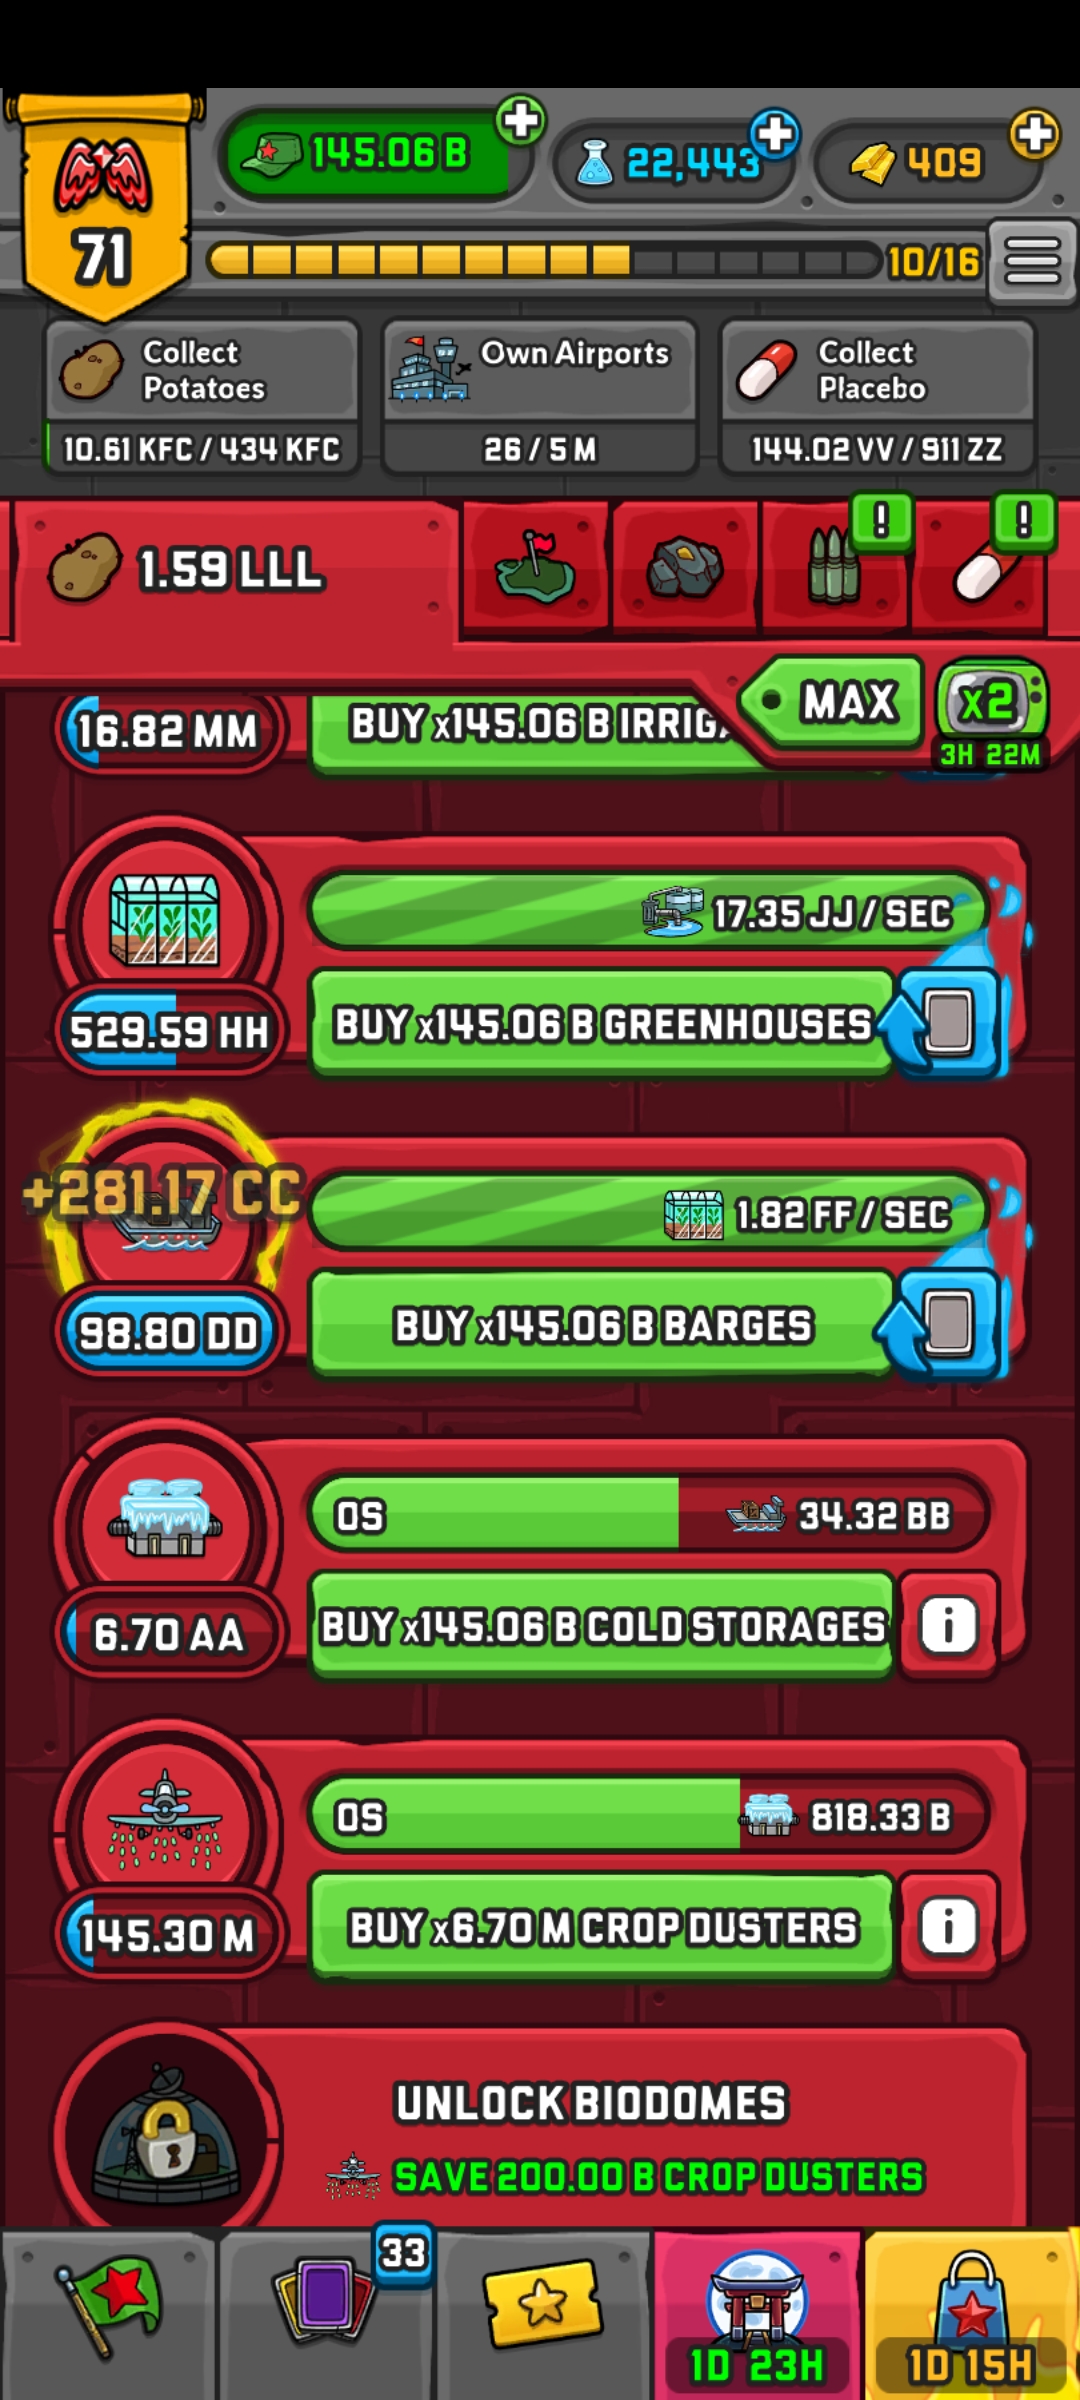 145.06 B
22,443
409
71
10/16
Collect
Potatoes
10.61 KFC / 434 KFC
Own Airports
26 / 5 M
Collect
Placebo
144.02 VV / 911 ZZ
1.59 LLL
!
!
MAX
x2
3H 22M
16.82 MM
BUY x145.06 B
17.35 JJ / SEC
529.59 HH
BUY x145.06 B GREENHOUSES
+281.17 CC
1.82 FF / SEC
98.80 DD
BUY x145.06 B BARGES
0S
34.32 BB
6.70 AA
BUY x145.06 B COLD STORAGES
i
0S
818.33 B
145.30 M
BUY x6.70 M CROP DUSTERS
i
UNLOCK BIODOMES
SAVE 200.00 B CROP DUSTERS
33
1D 23H
1D 15H